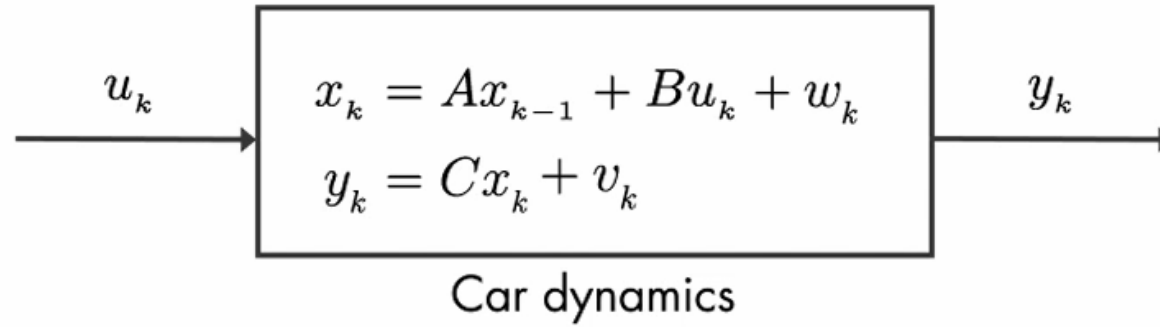 u_k
x_k = Ax_{k-1} + Bu_k + w_k
y_k = Cx_k + v_k
y_k
Car dynamics